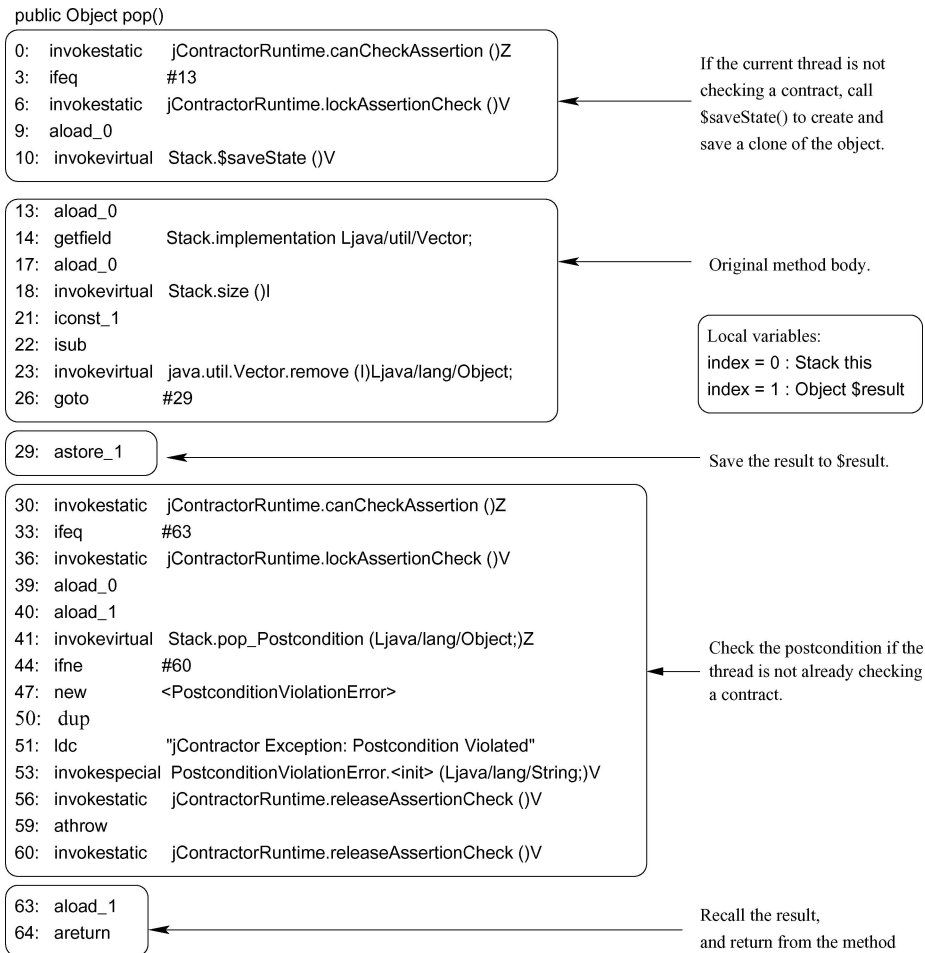 public Object pop()
0: invokestatic jContractorRuntime.canCheckAssertion ()Z
3: ifeq #13
6: invokestatic jContractorRuntime.lockAssertionCheck ()V
9: aload_0
10: invokevirtual Stack.$saveState ()V
If the current thread is not
checking a contract, call
$saveState() to create and
save a clone of the object.
13: aload_0
14: getfield Stack.implementation Ljava/util/Vector;
17: aload_0
18: invokevirtual Stack.size ()I
21: iconst_1
22: isub
23: invokevirtual java.util.Vector.remove (I)Ljava/lang/Object;
26: goto #29
Original method body.
Local variables:
index = 0 : Stack this
index = 1 : Object $result
29: astore_1
Save the result to $result.
30: invokestatic jContractorRuntime.canCheckAssertion ()Z
33: ifeq #63
36: invokestatic jContractorRuntime.lockAssertionCheck ()V
39: aload_0
40: aload_1
41: invokevirtual Stack.pop_Postcondition (Ljava/lang/Object;)Z
44: ifne #60
47: new <PostconditionViolationError>
50: dup
51: ldc "jContractor Exception: Postcondition Violated"
53: invokespecial PostconditionViolationError.<init> (Ljava/lang/String;)V
56: invokestatic jContractorRuntime.releaseAssertionCheck ()V
59: athrow
60: invokestatic jContractorRuntime.releaseAssertionCheck ()V
Check the postcondition if the
thread is not already checking
a contract.
63: aload_1
64: areturn
Recall the result,
and return from the method